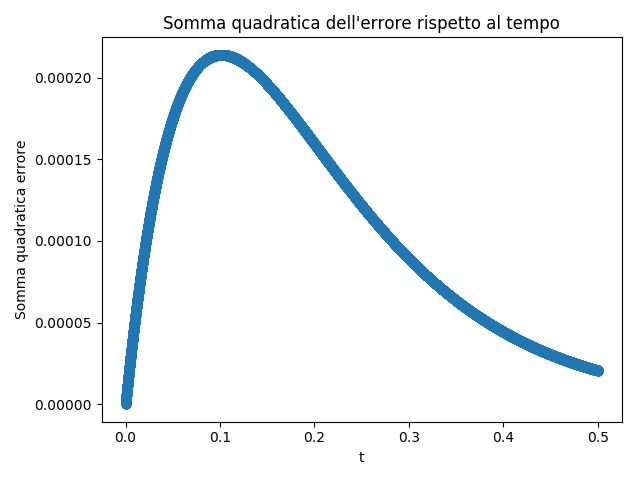 Somma quadratica dell'errore rispetto al tempo
Somma quadratica errore
0.00020
0.00015
0.00010
0.00005
0.00000
0.0 0.1 0.2 0.3 0.4 0.5
t